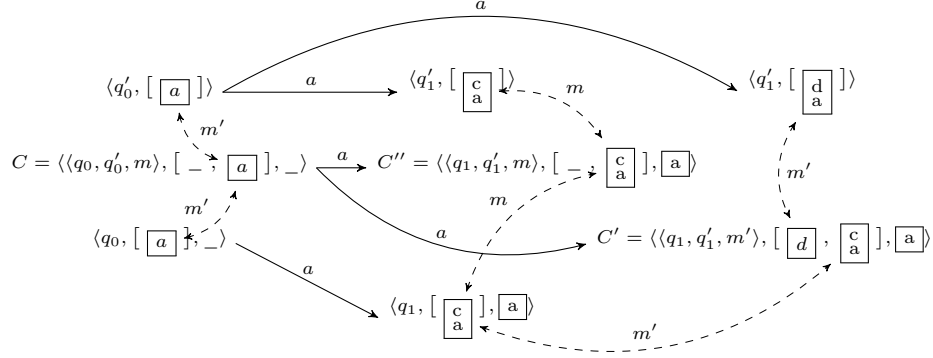 a
⟨q′₀, [ a ]⟩ a ⟨q′₁, [ c a ]⟩ m ⟨q′₁, [ d a ]⟩
m′
C = ⟨⟨q₀, q′₀, m⟩, [ _ , a ], _⟩ a C″ = ⟨⟨q₁, q′₁, m⟩, [ _ , c a ], a⟩ m′
m′ m
⟨q₀, [ a ], _⟩ a C′ = ⟨⟨q₁, q′₁, m′⟩, [ d , c a ], a⟩
a
⟨q₁, [ c a ], a⟩
m′